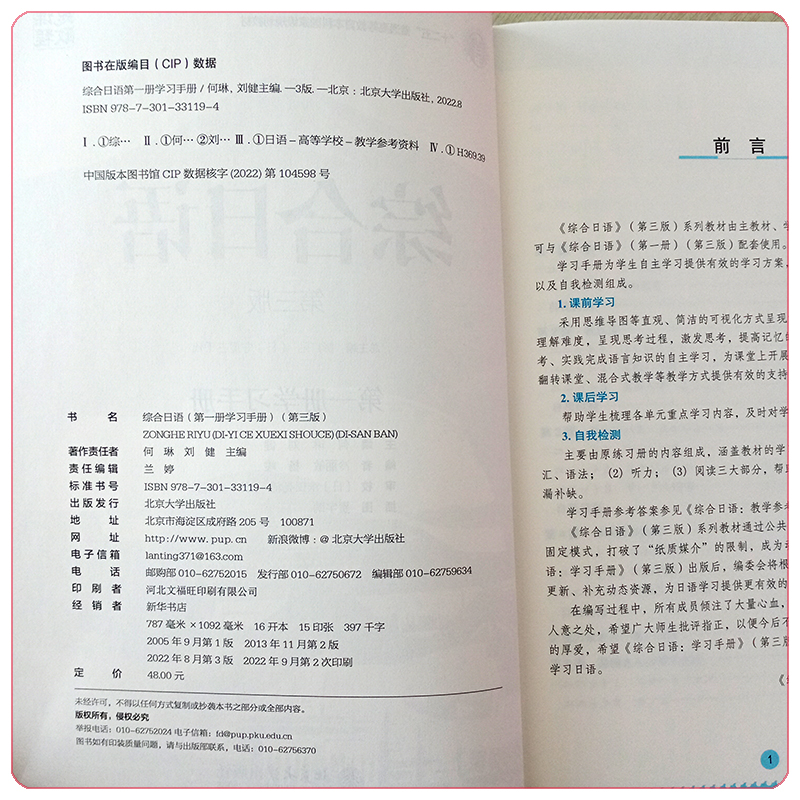 图书在版编目（CIP）数据
综合日语第一册学习手册 / 何琳, 刘健主编. —3版. —北京：北京大学出版社, 2022.8
ISBN 978-7-301-33119-4
Ⅰ. ①综… Ⅱ. ①何… ②刘… Ⅲ. ①日语－高等学校－教学参考资料 Ⅳ. ① H369.39
中国版本图书馆 CIP 数据核字 (2022) 第 104598 号
书 名 综合日语（第一册学习手册）（第三版）
ZONGHE RIYU (DI-YI CE XUEXI SHOUCE) (DI-SAN BAN)
著作责任者 何 琳 刘 健 主编
责任编辑 兰 婷
标准书号 ISBN 978-7-301-33119-4
出版发行 北京大学出版社
地 址 北京市海淀区成府路 205 号 100871
网 址 http://www.pup.cn 新浪微博：@ 北京大学出版社
电子信箱 lanting371@163.com
电 话 邮购部 010-62752015 发行部 010-62750672 编辑部 010-62759634
印 刷 者 河北文福旺印刷有限公司
经 销 者 新华书店
787 毫米 ×1092 毫米 16 开本 15 印张 397 千字
2005 年 9 月第 1 版 2013 年 11 月第 2 版
2022 年 8 月第 3 版 2022 年 9 月第 2 次印刷
定 价 48.00 元
未经许可，不得以任何方式复制或抄袭本书之部分或全部内容。
版权所有，侵权必究
举报电话: 010-62752024 电子信箱: fd@pup.pku.edu.cn
图书如有印装质量问题，请与出版部联系，电话: 010-62756370
前 言
《综合日语》（第三版）系列教材由主教材、学
可与《综合日语》（第一册）（第三版）配套使用。
学习手册为学生自主学习提供有效的学习方案，
以及自我检测组成。
1. 课前学习
采用思维导图等直观、简洁的可视化方式呈现
理解难度，呈现思考过程，激发思考，提高记忆的
考、实践完成语言知识的自主学习，为课堂上开展
翻转课堂、混合式教学等教学方式提供有效的支持
2. 课后学习
帮助学生梳理各单元重点学习内容，及时对学
3. 自我检测
主要由原练习册的内容组成，涵盖教材的学
汇、语法；（2）听力；（3）阅读三大部分，帮助
漏补缺。
学习手册参考答案参见《综合日语：教学参考
《综合日语》（第三版）系列教材通过公共
固定模式，打破了“纸质媒介”的限制，成为动
语：学习手册》（第三版）出版后，编委会将根
更新、补充动态资源，为日语学习提供更有效的
在编写过程中，所有成员倾注了大量心血，
人意之处，希望广大师生批评指正，以便今后不
的厚爱，希望《综合日语：学习手册》（第三版
学习日语。
1